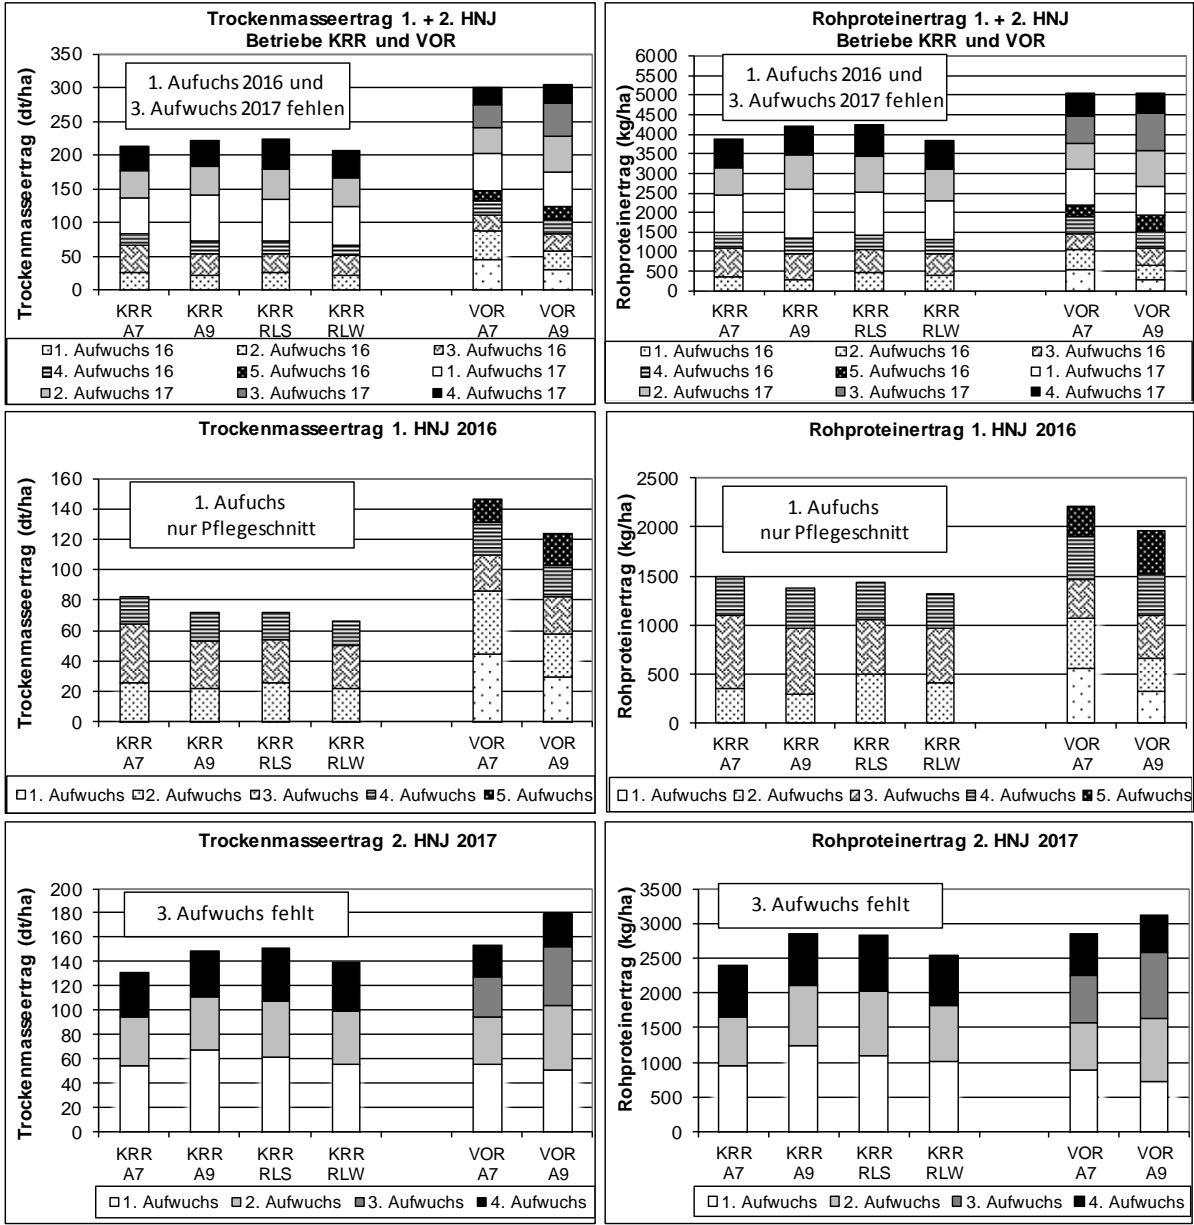 Trockenmasseertrag 1. + 2. HNJ
Betriebe KRR und VOR
Trockenmasseertrag (dt/ha)
350
300
250
200
150
100
50
0
1. Aufuchs 2016 und
3. Aufwuchs 2017 fehlen
KRR A7
KRR A9
KRR RLS
KRR RLW
VOR A7
VOR A9
1. Aufwuchs 16
2. Aufwuchs 16
3. Aufwuchs 16
4. Aufwuchs 16
5. Aufwuchs 16
1. Aufwuchs 17
2. Aufwuchs 17
3. Aufwuchs 17
4. Aufwuchs 17
Rohproteinertrag 1. + 2. HNJ
Betriebe KRR und VOR
Rohproteinertrag (kg/ha)
6000
5500
5000
4500
4000
3500
3000
2500
2000
1500
1000
500
0
1. Aufuchs 2016 und
3. Aufwuchs 2017 fehlen
KRR A7
KRR A9
KRR RLS
KRR RLW
VOR A7
VOR A9
1. Aufwuchs 16
2. Aufwuchs 16
3. Aufwuchs 16
4. Aufwuchs 16
5. Aufwuchs 16
1. Aufwuchs 17
2. Aufwuchs 17
3. Aufwuchs 17
4. Aufwuchs 17
Trockenmasseertrag 1. HNJ 2016
Trockenmasseertrag (dt/ha)
160
140
120
100
80
60
40
20
0
1. Aufuchs
nur Pflegeschnitt
KRR A7
KRR A9
KRR RLS
KRR RLW
VOR A7
VOR A9
1. Aufwuchs
2. Aufwuchs
3. Aufwuchs
4. Aufwuchs
5. Aufwuchs
Rohproteinertrag 1. HNJ 2016
Rohproteinertrag (kg/ha)
2500
2000
1500
1000
500
0
1. Aufuchs
nur Pflegeschnitt
KRR A7
KRR A9
KRR RLS
KRR RLW
VOR A7
VOR A9
1. Aufwuchs
2. Aufwuchs
3. Aufwuchs
4. Aufwuchs
5. Aufwuchs
Trockenmasseertrag 2. HNJ 2017
Trockenmasseertrag (dt/ha)
200
180
160
140
120
100
80
60
40
20
0
3. Aufwuchs fehlt
KRR A7
KRR A9
KRR RLS
KRR RLW
VOR A7
VOR A9
1. Aufwuchs
2. Aufwuchs
3. Aufwuchs
4. Aufwuchs
Rohproteinertrag 2. HNJ 2017
Rohproteinertrag (kg/ha)
3500
3000
2500
2000
1500
1000
500
0
3. Aufwuchs fehlt
KRR A7
KRR A9
KRR RLS
KRR RLW
VOR A7
VOR A9
1. Aufwuchs
2. Aufwuchs
3. Aufwuchs
4. Aufwuchs